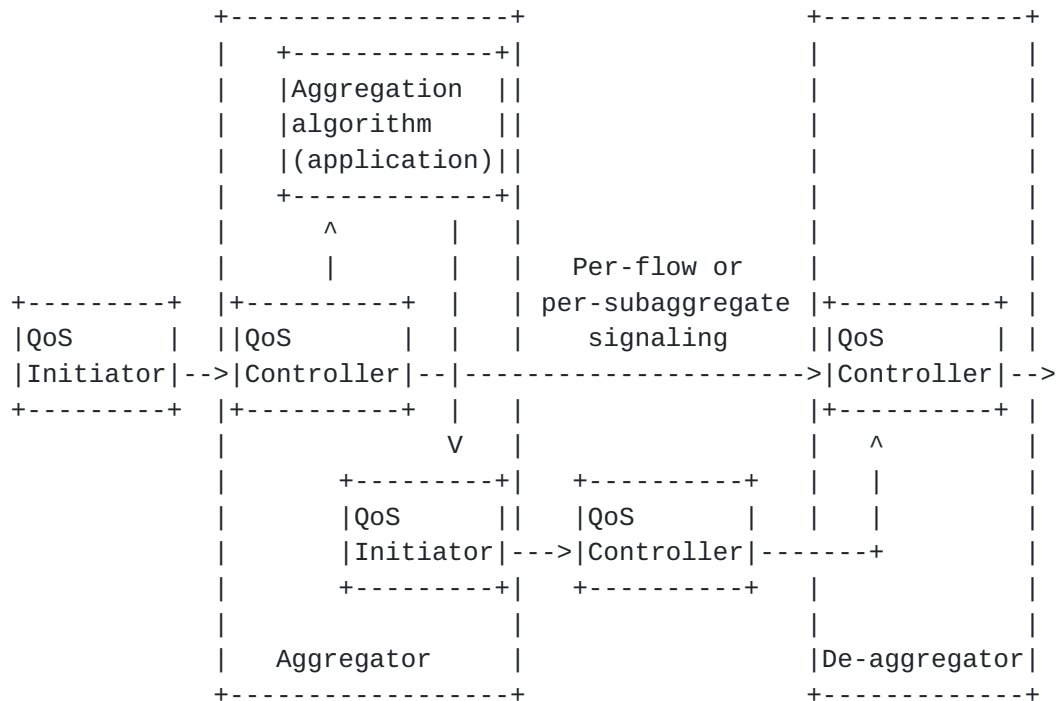 Aggregation
algorithm
(application)
Per-flow or
per-subaggregate
signaling
QoS
Initiator
QoS
Controller
QoS
Controller
QoS
Initiator
QoS
Controller
Aggregator
De-aggregator